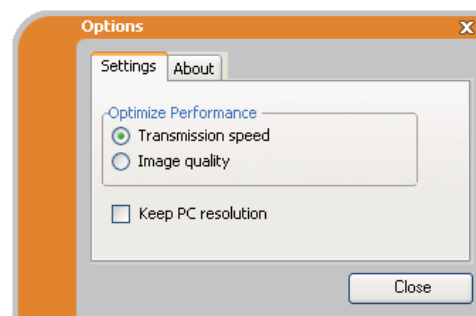 Options X
Settings About
Optimize Performance
Transmission speed
Image quality
Keep PC resolution
Close